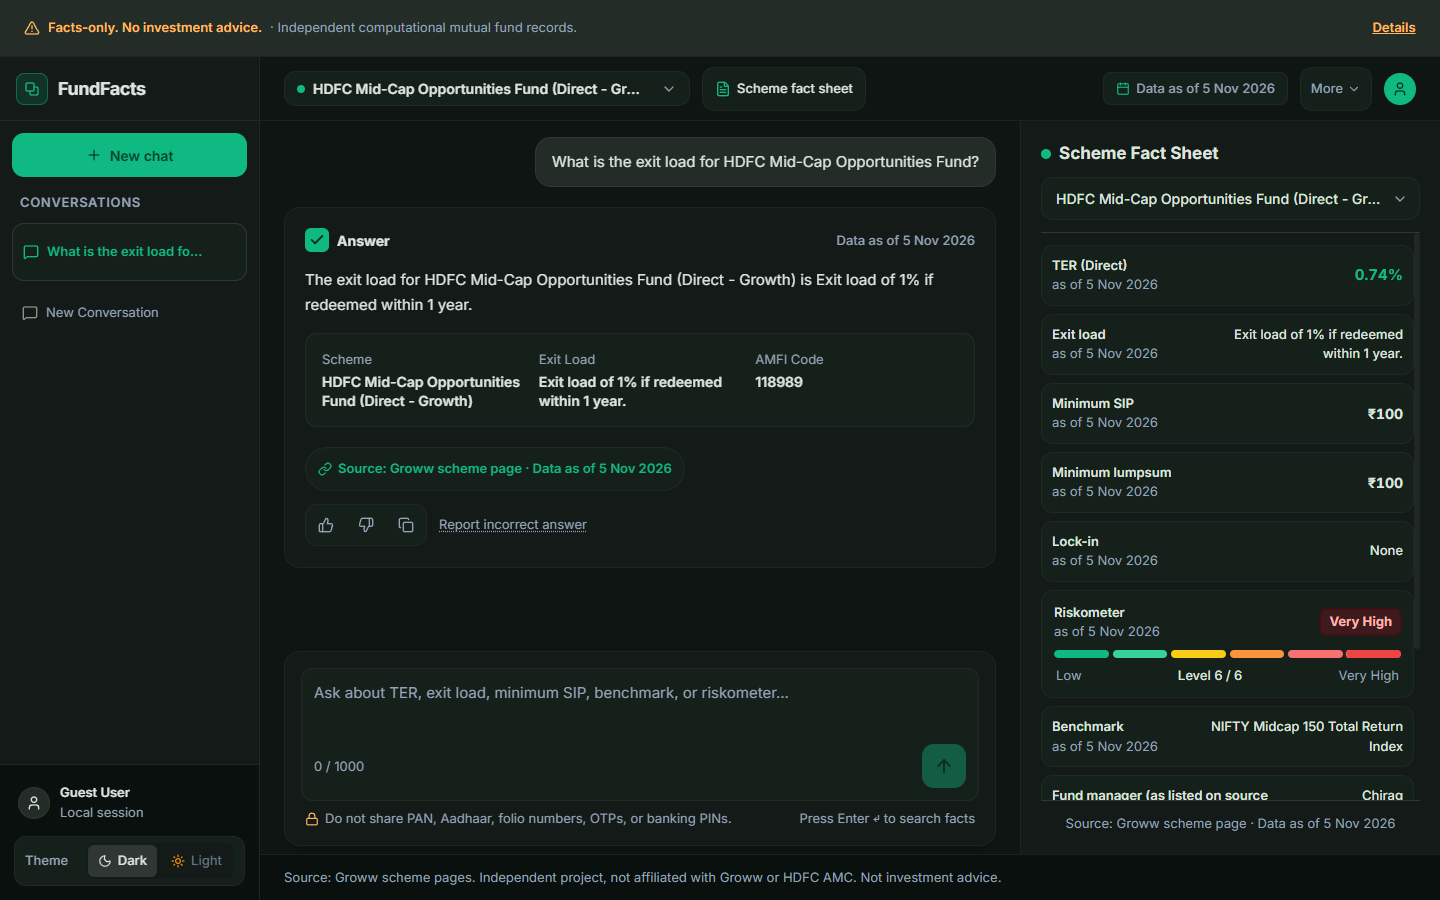 Facts-only. No investment advice. · Independent computational mutual fund records.
Details
FundFacts
HDFC Mid-Cap Opportunities Fund (Direct - Gr...
Scheme fact sheet
Data as of 5 Nov 2026
More
New chat
CONVERSATIONS
What is the exit load fo...
New Conversation
Guest User
Local session
Theme
Dark
Light
What is the exit load for HDFC Mid-Cap Opportunities Fund?
Answer
Data as of 5 Nov 2026
The exit load for HDFC Mid-Cap Opportunities Fund (Direct - Growth) is Exit load of 1% if
redeemed within 1 year.
Scheme
HDFC Mid-Cap Opportunities
Fund (Direct - Growth)
Exit Load
Exit load of 1% if redeemed
within 1 year.
AMFI Code
118989
Source: Groww scheme page · Data as of 5 Nov 2026
Report incorrect answer
Ask about TER, exit load, minimum SIP, benchmark, or riskometer...
0 / 1000
Do not share PAN, Aadhaar, folio numbers, OTPs, or banking PINs.
Press Enter ↵ to search facts
Scheme Fact Sheet
HDFC Mid-Cap Opportunities Fund (Direct - Gr...
TER (Direct)
as of 5 Nov 2026
0.74%
Exit load
as of 5 Nov 2026
Exit load of 1% if redeemed
within 1 year.
Minimum SIP
as of 5 Nov 2026
₹100
Minimum lumpsum
as of 5 Nov 2026
₹100
Lock-in
as of 5 Nov 2026
None
Riskometer
as of 5 Nov 2026
Very High
Low
Level 6 / 6
Very High
Benchmark
as of 5 Nov 2026
NIFTY Midcap 150 Total Return
Index
Fund manager (as listed on source
Chirag
Source: Groww scheme page · Data as of 5 Nov 2026
Source: Groww scheme pages. Independent project, not affiliated with Groww or HDFC AMC. Not investment advice.